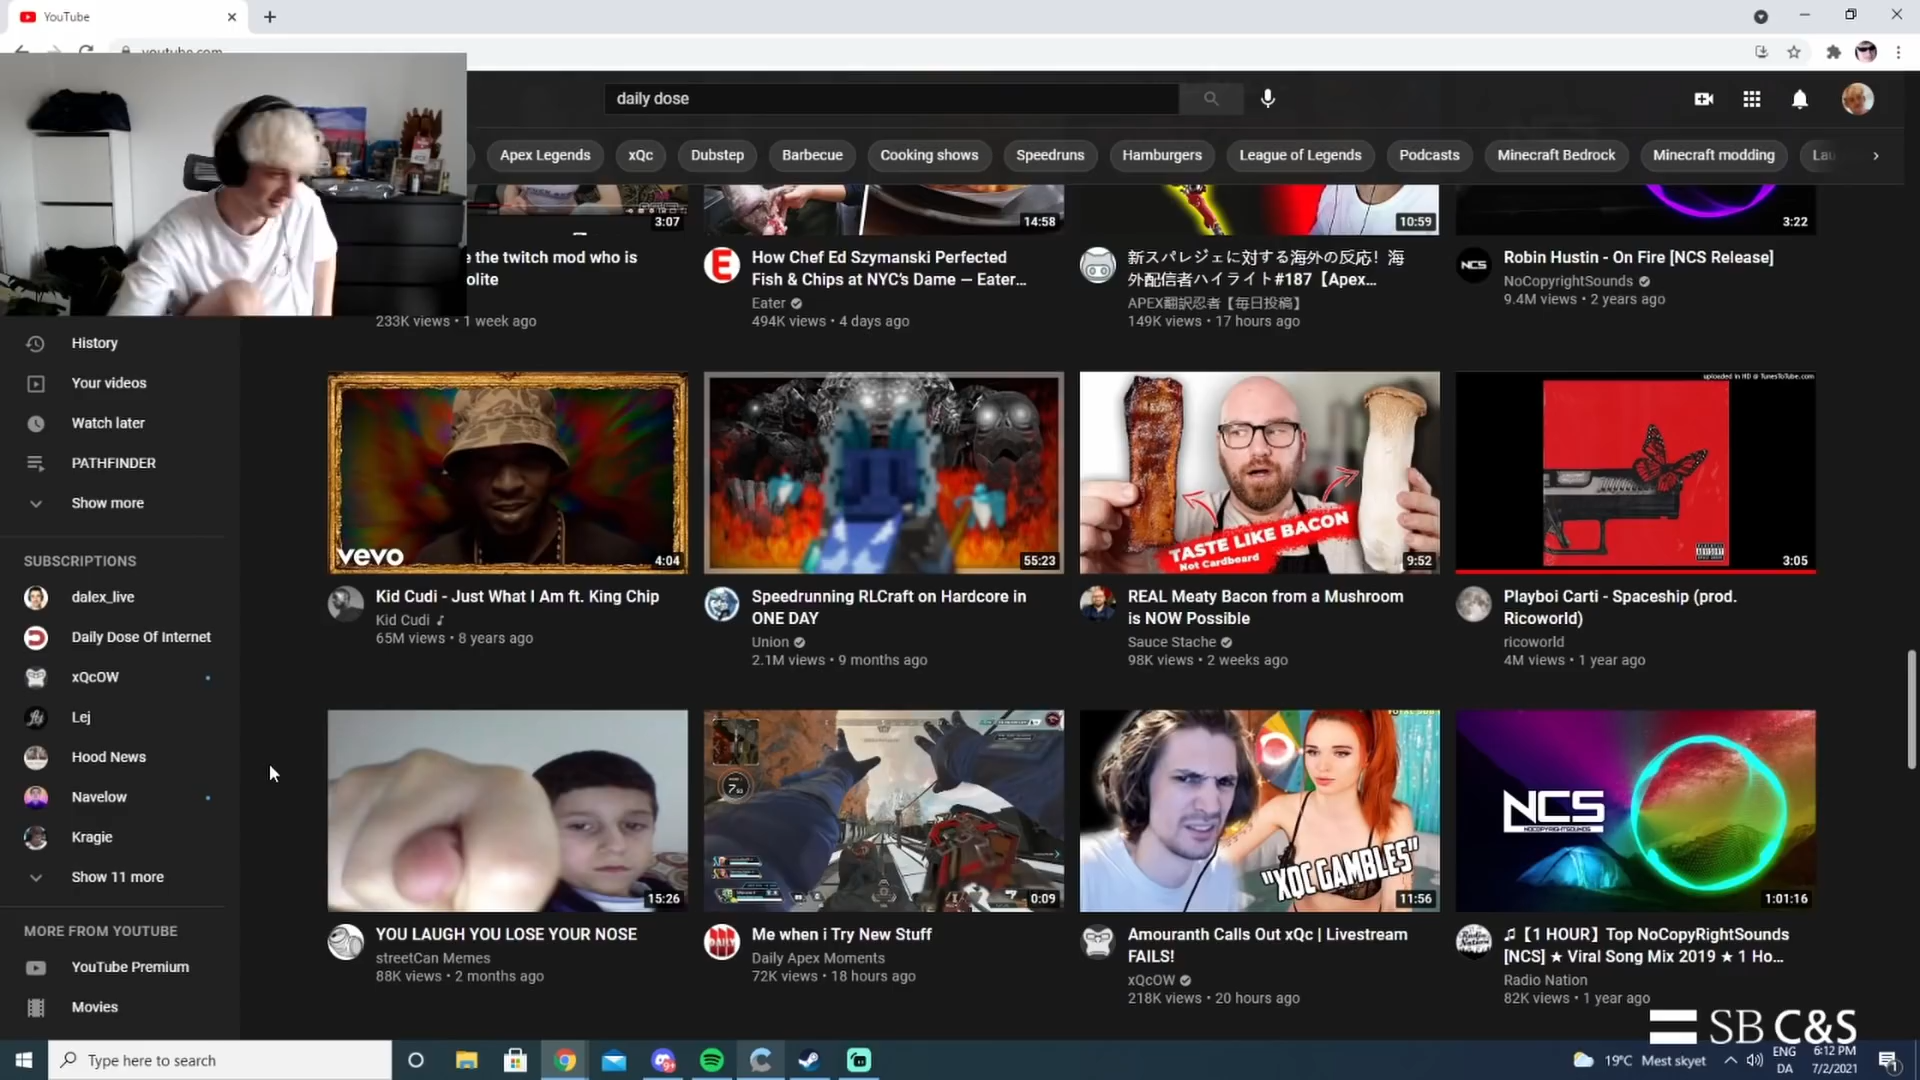 YouTube
youtube.com
daily dose
Apex Legends
xQc
Dubstep
Barbecue
Cooking shows
Speedruns
Hamburgers
League of Legends
Podcasts
Minecraft Bedrock
Minecraft modding
Lau
3:07
14:58
10:59
3:22
e the twitch mod who is
olite
233K views • 1 week ago
E
How Chef Ed Szymanski Perfected
Fish & Chips at NYC's Dame — Eater...
Eater
494K views • 4 days ago
新スパレジェに対する海外の反応！海
外配信者ハイライト#187【Apex...
APEX翻訳忍者【毎日投稿】
149K views • 17 hours ago
NCS
Robin Hustin - On Fire [NCS Release]
NoCopyrightSounds
9.4M views • 2 years ago
History
Your videos
Watch later
PATHFINDER
Show more
SUBSCRIPTIONS
dalex_live
Daily Dose Of Internet
xQcOW
Lej
Hood News
Navelow
Kragie
Show 11 more
MORE FROM YOUTUBE
YouTube Premium
Movies
vevo
4:04
Kid Cudi - Just What I Am ft. King Chip
Kid Cudi
65M views • 8 years ago
55:23
Speedrunning RLCraft on Hardcore in
ONE DAY
Union
2.1M views • 9 months ago
TASTE LIKE BACON
Not Cardboard
9:52
REAL Meaty Bacon from a Mushroom
is NOW Possible
Sauce Stache
98K views • 2 weeks ago
uploaded in HD @ TunesToTube.com
3:05
Playboi Carti - Spaceship (prod.
Ricoworld)
ricoworld
4M views • 1 year ago
15:26
YOU LAUGH YOU LOSE YOUR NOSE
streetCan Memes
88K views • 2 months ago
0:09
DAILY
Me when i Try New Stuff
Daily Apex Moments
72K views • 18 hours ago
"XQC GAMBLES"
11:56
Amouranth Calls Out xQc | Livestream
FAILS!
xQcOW
218K views • 20 hours ago
NCS
NOCOPYRIGHTSOUNDS
1:01:16
♫【1 HOUR】Top NoCopyRightSounds
[NCS] ★ Viral Song Mix 2019 ★ 1 Ho...
Radio Nation
82K views • 1 year ago
SB C&S
Type here to search
19°C Mest skyet
ENG
DA
6:12 PM
7/2/2021